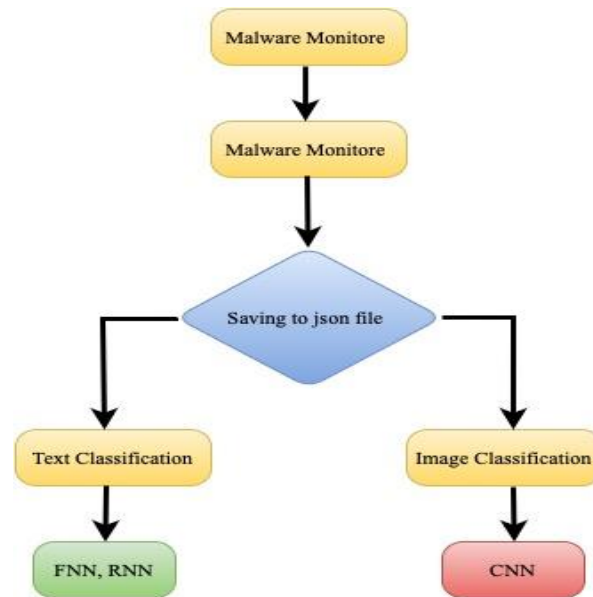 Malware Monitore
Malware Monitore
Saving to json file
Text Classification
Image Classification
FNN, RNN
CNN